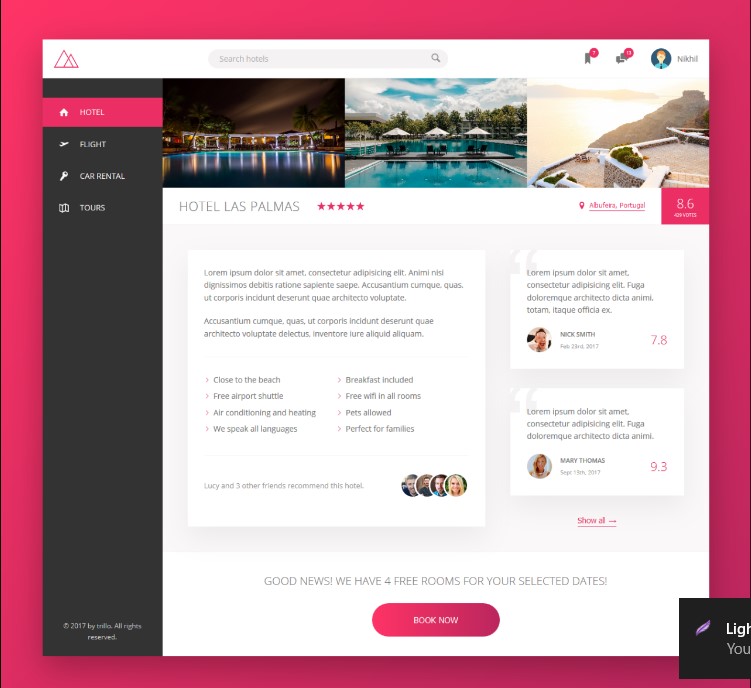 Search hotels
7
13
Nikhil
HOTEL
FLIGHT
CAR RENTAL
TOURS
HOTEL LAS PALMAS
Albufeira, Portugal
8.6
429 VOTES
Lorem ipsum dolor sit amet, consectetur adipisicing elit. Animi nisi
dignissimos debitis ratione sapiente saepe. Accusantium cumque, quas,
ut corporis incidunt deserunt quae architecto voluptate.
Accusantium cumque, quas, ut corporis incidunt deserunt quae
architecto voluptate delectus, inventore iure aliquid aliquam.
Close to the beach
Free airport shuttle
Air conditioning and heating
We speak all languages
Breakfast included
Free wifi in all rooms
Pets allowed
Perfect for families
Lucy and 3 other friends recommend this hotel.
Lorem ipsum dolor sit amet,
consectetur adipisicing elit. Fuga
doloremque architecto dicta animi,
totam, itaque officia ex.
NICK SMITH
Feb 23rd, 2017
7.8
Lorem ipsum dolor sit amet,
consectetur adipisicing elit. Fuga
doloremque architecto dicta animi.
MARY THOMAS
Sept 13th, 2017
9.3
Show all →
GOOD NEWS! WE HAVE 4 FREE ROOMS FOR YOUR SELECTED DATES!
BOOK NOW
© 2017 by trillo. All rights
reserved.
Ligh
You